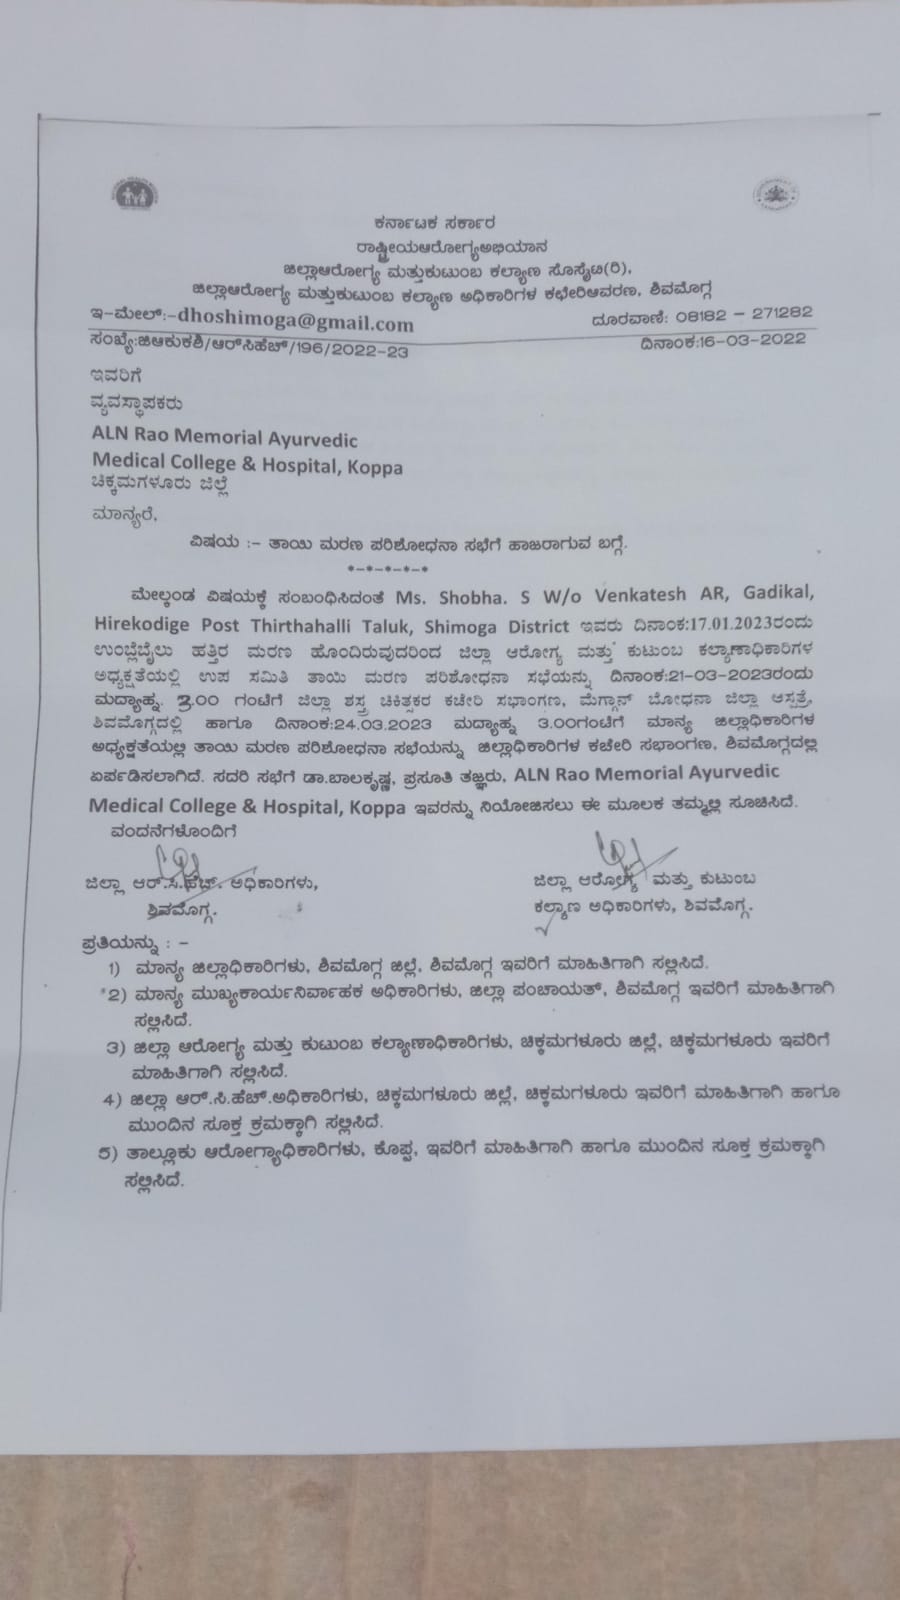 ಕರ್ನಾಟಕ ಸರ್ಕಾರ
ರಾಷ್ಟ್ರೀಯಆರೋಗ್ಯಅಭಿಯಾನ
ಜಿಲ್ಲಾಆರೋಗ್ಯ ಮತ್ತುಕುಟುಂಬ ಕಲ್ಯಾಣ ಸೊಸೈಟಿ(ರಿ),
ಜಿಲ್ಲಾಆರೋಗ್ಯ ಮತ್ತುಕುಟುಂಬ ಕಲ್ಯಾಣ ಅಧಿಕಾರಿಗಳ ಕಛೇರಿಆವರಣ, ಶಿವಮೊಗ್ಗ
ಇ-ಮೇಲ್:-dhoshimoga@gmail.com ದೂರವಾಣಿ: 08182 - 271282
ಸಂಖ್ಯೆ:ಜಿಆಕುಕಶಿ/ಆರ್‌ಸಿಹೆಚ್/196/2022-23 ದಿನಾಂಕ:16-03-2022
ಇವರಿಗೆ
ವ್ಯವಸ್ಥಾಪಕರು
ALN Rao Memorial Ayurvedic
Medical College & Hospital, Koppa
ಚಿಕ್ಕಮಗಳೂರು ಜಿಲ್ಲೆ
ಮಾನ್ಯರೆ,
ವಿಷಯ :- ತಾಯಿ ಮರಣ ಪರಿಶೋಧನಾ ಸಭೆಗೆ ಹಾಜರಾಗುವ ಬಗ್ಗೆ.
*-*-*-*-*
ಮೇಲ್ಕಂಡ ವಿಷಯಕ್ಕೆ ಸಂಬಂಧಿಸಿದಂತೆ Ms. Shobha. S W/o Venkatesh AR, Gadikal,
Hirekodige Post Thirthahalli Taluk, Shimoga District ಇವರು ದಿನಾಂಕ:17.01.2023ರಂದು
ಉಂಬ್ಳೆಬೈಲು ಹತ್ತಿರ ಮರಣ ಹೊಂದಿರುವುದರಿಂದ ಜಿಲ್ಲಾ ಆರೋಗ್ಯ ಮತ್ತು ಕುಟುಂಬ ಕಲ್ಯಾಣಾಧಿಕಾರಿಗಳ
ಅಧ್ಯಕ್ಷತೆಯಲ್ಲಿ ಉಪ ಸಮಿತಿ ತಾಯಿ ಮರಣ ಪರಿಶೋಧನಾ ಸಭೆಯನ್ನು ದಿನಾಂಕ:21-03-2023ರಂದು
ಮದ್ಯಾಹ್ನ. 3.00 ಗಂಟೆಗೆ ಜಿಲ್ಲಾ ಶಸ್ತ್ರ ಚಿಕಿತ್ಸಕರ ಕಚೇರಿ ಸಭಾಂಗಣ, ಮೆಗ್ಗಾನ್ ಬೋಧನಾ ಜಿಲ್ಲಾ ಆಸ್ಪತ್ರೆ,
ಶಿವಮೊಗ್ಗದಲ್ಲಿ ಹಾಗೂ ದಿನಾಂಕ:24.03.2023 ಮದ್ಯಾಹ್ನ 3.00ಗಂಟೆಗೆ ಮಾನ್ಯ ಜಿಲ್ಲಾಧಿಕಾರಿಗಳ
ಅಧ್ಯಕ್ಷತೆಯಲ್ಲಿ ತಾಯಿ ಮರಣ ಪರಿಶೋಧನಾ ಸಭೆಯನ್ನು ಜಿಲ್ಲಾಧಿಕಾರಿಗಳ ಕಚೇರಿ ಸಭಾಂಗಣ, ಶಿವಮೊಗ್ಗದಲ್ಲಿ
ಏರ್ಪಡಿಸಲಾಗಿದೆ. ಸದರಿ ಸಭೆಗೆ ಡಾ.ಬಾಲಕೃಷ್ಣ, ಪ್ರಸೂತಿ ತಜ್ಞರು, ALN Rao Memorial Ayurvedic
Medical College & Hospital, Koppa ಇವರನ್ನು ನಿಯೋಜಿಸಲು ಈ ಮೂಲಕ ತಮ್ಮಲ್ಲಿ ಸೂಚಿಸಿದೆ.
ವಂದನೆಗಳೊಂದಿಗೆ
ಜಿಲ್ಲಾ ಆರ್.ಸಿ.ಹೆಚ್. ಅಧಿಕಾರಿಗಳು, ಜಿಲ್ಲಾ ಆರೋಗ್ಯ ಮತ್ತು ಕುಟುಂಬ
ಶಿವಮೊಗ್ಗ. ಕಲ್ಯಾಣ ಅಧಿಕಾರಿಗಳು, ಶಿವಮೊಗ್ಗ.
ಪ್ರತಿಯನ್ನು : -
1) ಮಾನ್ಯ ಜಿಲ್ಲಾಧಿಕಾರಿಗಳು, ಶಿವಮೊಗ್ಗ ಜಿಲ್ಲೆ, ಶಿವಮೊಗ್ಗ ಇವರಿಗೆ ಮಾಹಿತಿಗಾಗಿ ಸಲ್ಲಿಸಿದೆ.
2) ಮಾನ್ಯ ಮುಖ್ಯಕಾರ್ಯನಿರ್ವಾಹಕ ಅಧಿಕಾರಿಗಳು, ಜಿಲ್ಲಾ ಪಂಚಾಯತ್, ಶಿವಮೊಗ್ಗ ಇವರಿಗೆ ಮಾಹಿತಿಗಾಗಿ
ಸಲ್ಲಿಸಿದೆ.
3) ಜಿಲ್ಲಾ ಆರೋಗ್ಯ ಮತ್ತು ಕುಟುಂಬ ಕಲ್ಯಾಣಾಧಿಕಾರಿಗಳು, ಚಿಕ್ಕಮಗಳೂರು ಜಿಲ್ಲೆ, ಚಿಕ್ಕಮಗಳೂರು ಇವರಿಗೆ
ಮಾಹಿತಿಗಾಗಿ ಸಲ್ಲಿಸಿದೆ.
4) ಜಿಲ್ಲಾ ಆರ್.ಸಿ.ಹೆಚ್.ಅಧಿಕಾರಿಗಳು, ಚಿಕ್ಕಮಗಳೂರು ಜಿಲ್ಲೆ, ಚಿಕ್ಕಮಗಳೂರು ಇವರಿಗೆ ಮಾಹಿತಿಗಾಗಿ ಹಾಗೂ
ಮುಂದಿನ ಸೂಕ್ತ ಕ್ರಮಕ್ಕಾಗಿ ಸಲ್ಲಿಸಿದೆ.
5) ತಾಲ್ಲೂಕು ಆರೋಗ್ಯಾಧಿಕಾರಿಗಳು, ಕೊಪ್ಪ, ಇವರಿಗೆ ಮಾಹಿತಿಗಾಗಿ ಹಾಗೂ ಮುಂದಿನ ಸೂಕ್ತ ಕ್ರಮಕ್ಕಾಗಿ
ಸಲ್ಲಿಸಿದೆ.